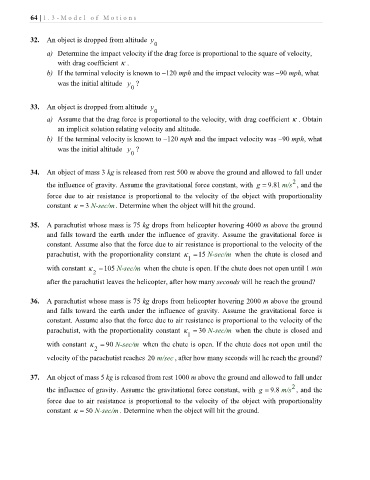 64 | 1 . 3 - M o d e l o f M o t i o n s
32. An object is dropped from altitude y0
a) Determine the impact velocity if the drag force is proportional to the square of velocity,
with drag coefficient κ .
b) If the terminal velocity is known to −120 mph and the impact velocity was −90 mph, what
was the initial altitude y0 ?
33. An object is dropped from altitude y0
a) Assume that the drag force is proportional to the velocity, with drag coefficient κ . Obtain
an implicit solution relating velocity and altitude.
b) If the terminal velocity is known to −120 mph and the impact velocity was −90 mph, what
was the initial altitude y0 ?
34. An object of mass 3 kg is released from rest 500 m above the ground and allowed to fall under
the influence of gravity. Assume the gravitational force constant, with g = 9.81 m/s², and the
force due to air resistance is proportional to the velocity of the object with proportionality
constant κ = 3 N-sec/m . Determine when the object will hit the ground.
35. A parachutist whose mass is 75 kg drops from helicopter hovering 4000 m above the ground
and falls toward the earth under the influence of gravity. Assume the gravitational force is
constant. Assume also that the force due to air resistance is proportional to the velocity of the
parachutist, with the proportionality constant κ1 = 15 N-sec/m when the chute is closed and
with constant κ2 = 105 N-sec/m when the chute is open. If the chute does not open until 1 min
after the parachutist leaves the helicopter, after how many seconds will he reach the ground?
36. A parachutist whose mass is 75 kg drops from helicopter hovering 2000 m above the ground
and falls toward the earth under the influence of gravity. Assume the gravitational force is
constant. Assume also that the force due to air resistance is proportional to the velocity of the
parachutist, with the proportionality constant κ1 = 30 N-sec/m when the chute is closed and
with constant κ2 = 90 N-sec/m when the chute is open. If the chute does not open until the
velocity of the parachutist reaches 20 m/sec , after how many seconds will he reach the ground?
37. An object of mass 5 kg is released from rest 1000 m above the ground and allowed to fall under
the influence of gravity. Assume the gravitational force constant, with g = 9.8 m/s², and the
force due to air resistance is proportional to the velocity of the object with proportionality
constant κ = 50 N-sec/m . Determine when the object will hit the ground.